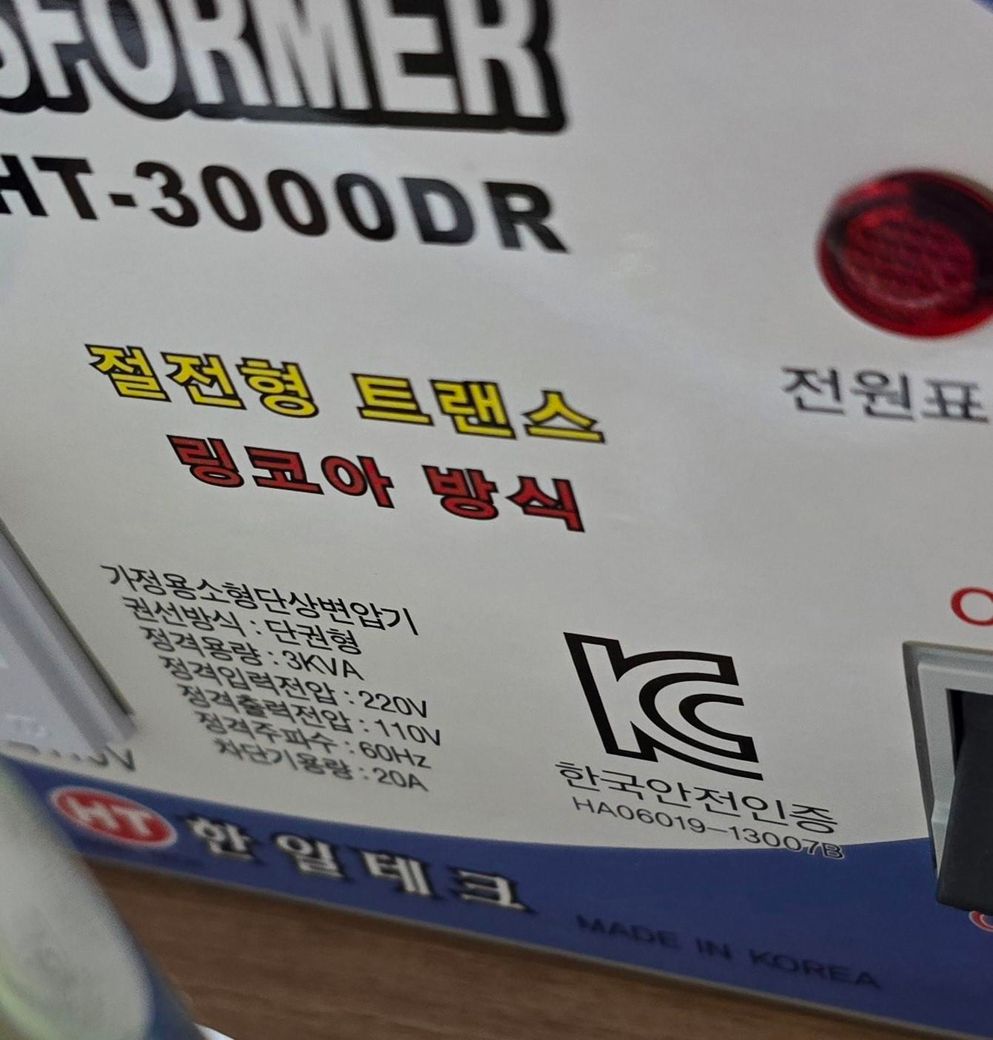 SFORMER
HT-3000DR
전원표
절전형 트랜스
링코아 방식
가정용소형단상변압기
권선방식 : 단권형
정격용량 : 3KVA
정격입력전압 : 220V
정격출력전압 : 110V
정격주파수 : 60Hz
차단기용량 : 20A
KC
한국안전인증
HA06019-13007B
HT 한일테크
MADE IN KOREA